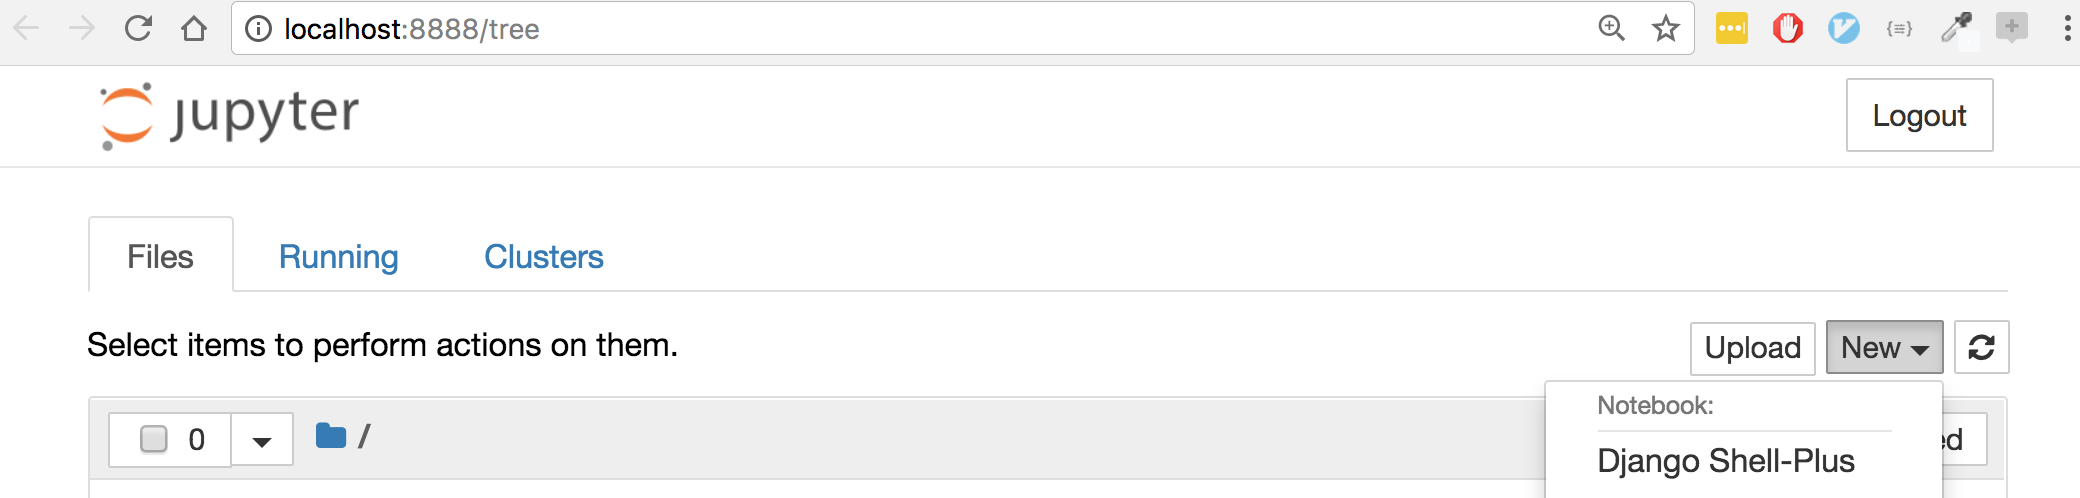 localhost:8888/tree
jupyter
Logout
Files Running Clusters
Select items to perform actions on them.
Upload New
Notebook:
0 /
Django Shell-Plus